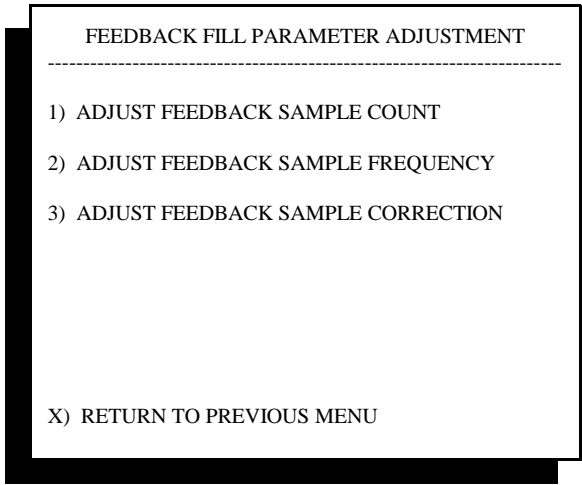 FEEDBACK FILL PARAMETER ADJUSTMENT
-------------------------------------------------------------------------
1) ADJUST FEEDBACK SAMPLE COUNT
2) ADJUST FEEDBACK SAMPLE FREQUENCY
3) ADJUST FEEDBACK SAMPLE CORRECTION
X) RETURN TO PREVIOUS MENU